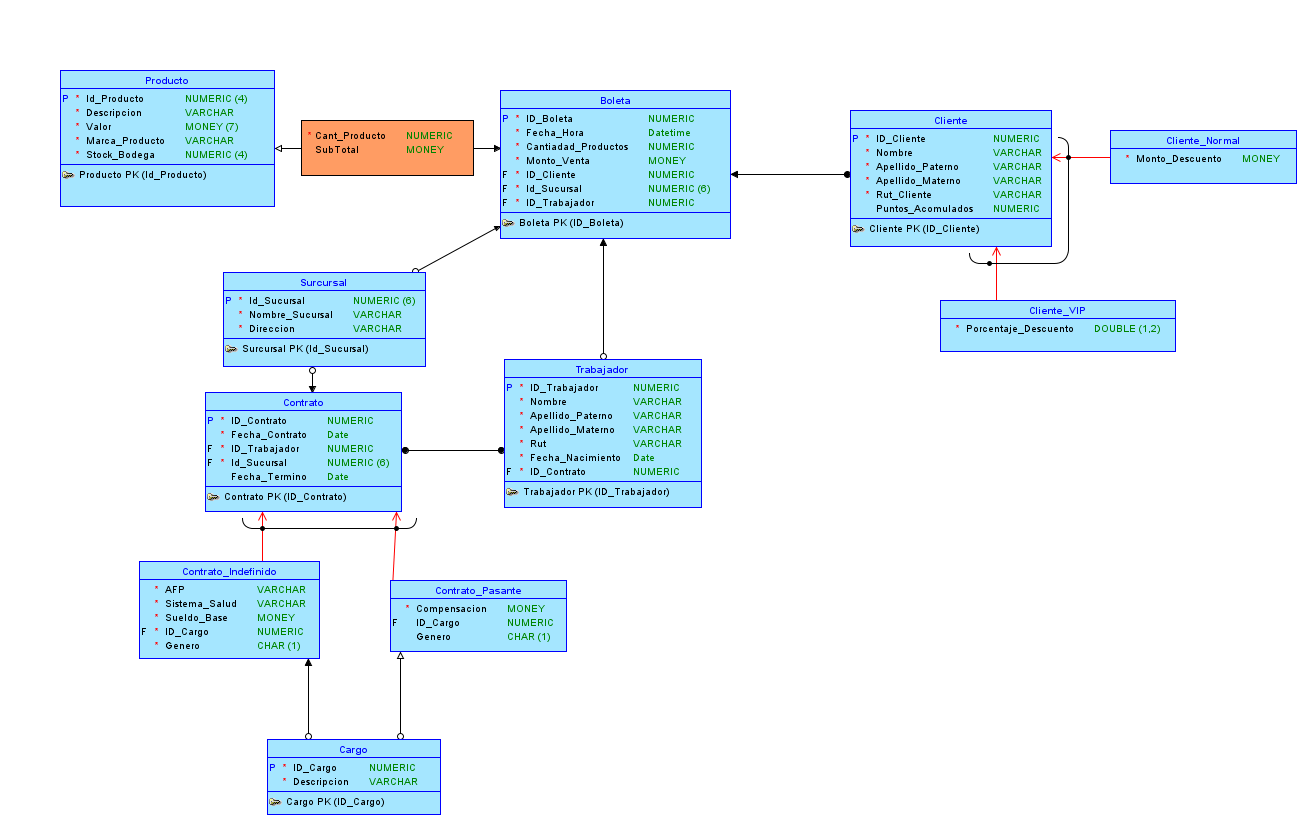 Producto
P * Id_Producto NUMERIC (4)
* Descripcion VARCHAR
* Valor MONEY (7)
* Marca_Producto VARCHAR
* Stock_Bodega NUMERIC (4)
Producto PK (Id_Producto)
* Cant_Producto NUMERIC
SubTotal MONEY
Boleta
P * ID_Boleta NUMERIC
* Fecha_Hora Datetime
* Cantiadad_Productos NUMERIC
* Monto_Venta MONEY
F * ID_Cliente NUMERIC
F * Id_Sucursal NUMERIC (6)
F * ID_Trabajador NUMERIC
Boleta PK (ID_Boleta)
Cliente
P * ID_Cliente NUMERIC
* Nombre VARCHAR
* Apellido_Paterno VARCHAR
* Apellido_Materno VARCHAR
* Rut_Cliente VARCHAR
Puntos_Acomulados NUMERIC
Cliente PK (ID_Cliente)
Cliente_Normal
* Monto_Descuento MONEY
Cliente_VIP
* Porcentaje_Descuento DOUBLE (1,2)
Surcursal
P * Id_Sucursal NUMERIC (6)
* Nombre_Sucursal VARCHAR
* Direccion VARCHAR
Surcursal PK (Id_Sucursal)
Trabajador
P * ID_Trabajador NUMERIC
* Nombre VARCHAR
* Apellido_Paterno VARCHAR
* Apellido_Materno VARCHAR
* Rut VARCHAR
* Fecha_Nacimiento Date
F * ID_Contrato NUMERIC
Trabajador PK (ID_Trabajador)
Contrato
P * ID_Contrato NUMERIC
* Fecha_Contrato Date
F * ID_Trabajador NUMERIC
F * Id_Sucursal NUMERIC (6)
Fecha_Termino Date
Contrato PK (ID_Contrato)
Contrato_Indefinido
* AFP VARCHAR
* Sistema_Salud VARCHAR
* Sueldo_Base MONEY
F * ID_Cargo NUMERIC
* Genero CHAR (1)
Contrato_Pasante
* Compensacion MONEY
F ID_Cargo NUMERIC
Genero CHAR (1)
Cargo
P * ID_Cargo NUMERIC
* Descripcion VARCHAR
Cargo PK (ID_Cargo)